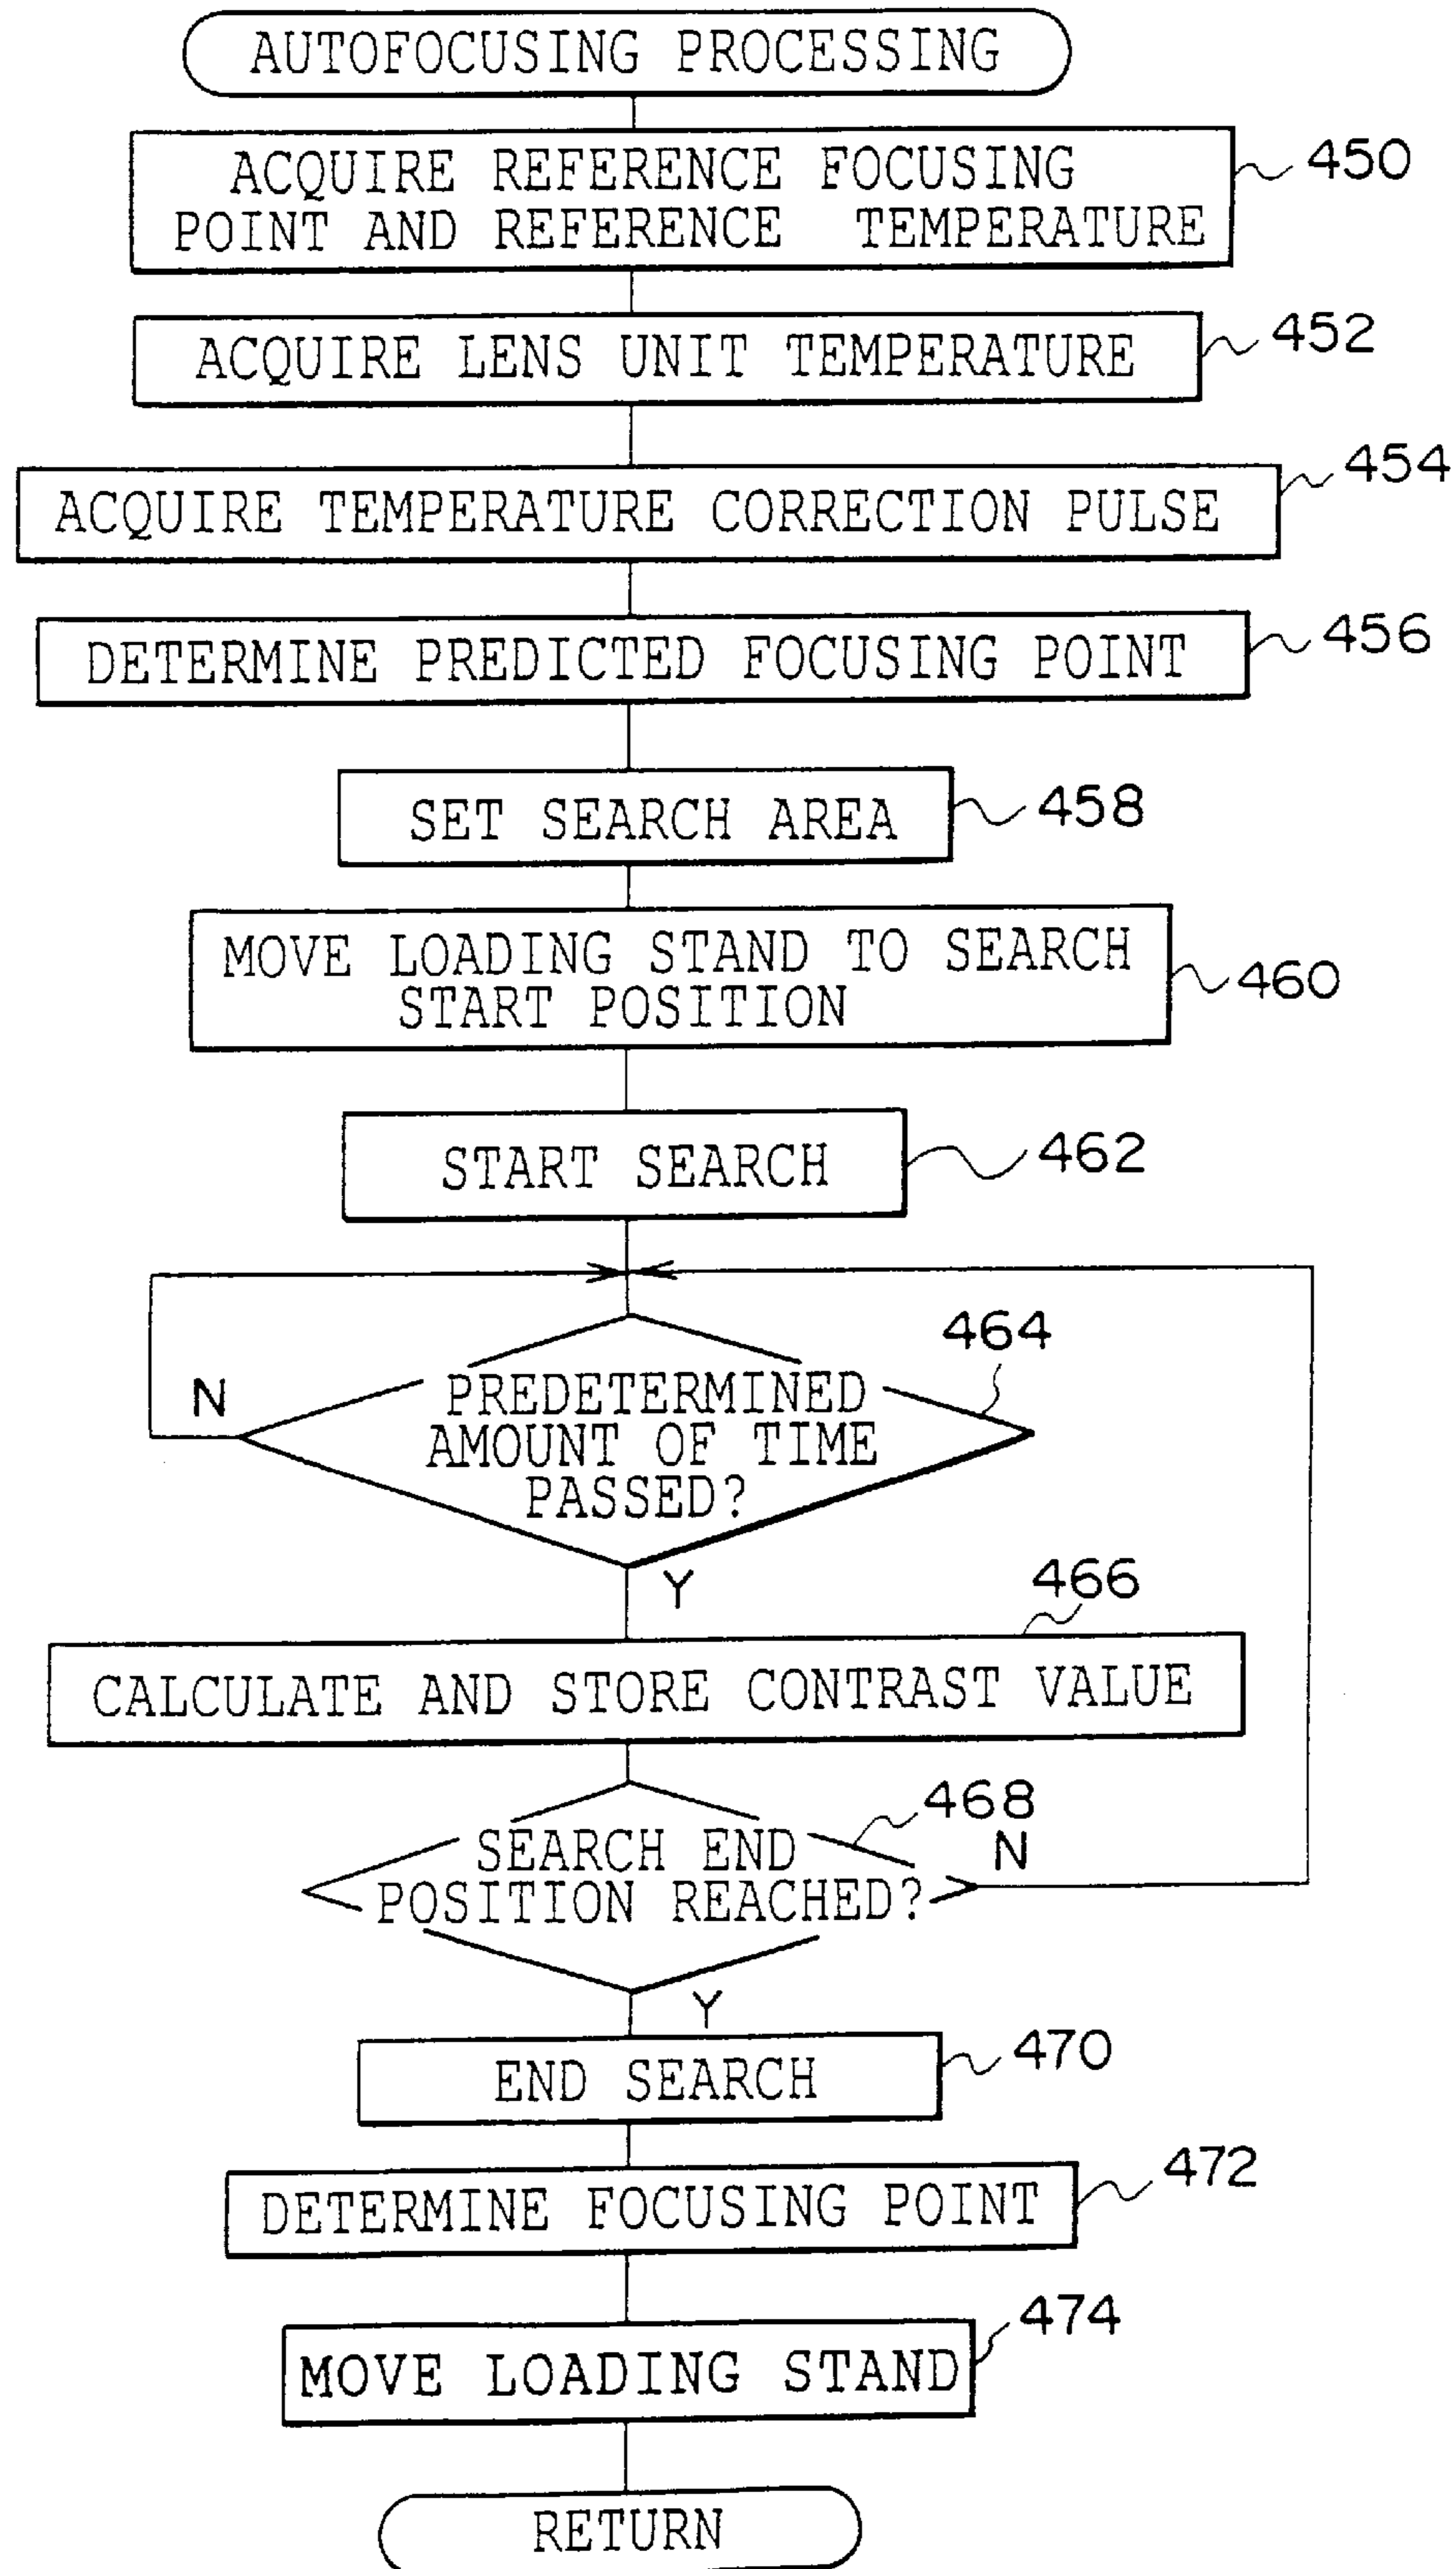 AUTOFOCUSING PROCESSING
ACQUIRE REFERENCE FOCUSING
POINT AND REFERENCE TEMPERATURE
450
ACQUIRE LENS UNIT TEMPERATURE
452
ACQUIRE TEMPERATURE CORRECTION PULSE
454
DETERMINE PREDICTED FOCUSING POINT
456
SET SEARCH AREA
458
MOVE LOADING STAND TO SEARCH
START POSITION
460
START SEARCH
462
464
N
PREDETERMINED
AMOUNT OF TIME
PASSED?
Y
466
CALCULATE AND STORE CONTRAST VALUE
468
SEARCH END
POSITION REACHED?
N
Y
END SEARCH
470
DETERMINE FOCUSING POINT
472
MOVE LOADING STAND
474
RETURN